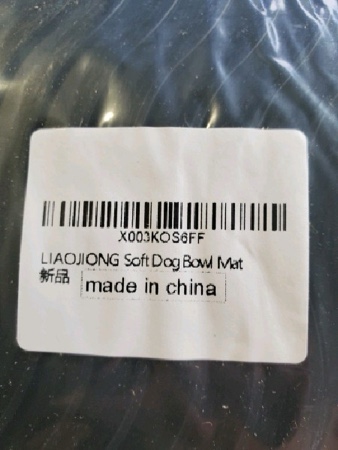 X003KOS6FF
LIAOJIONG Soft Dog Bowl Mat
新品 made in china